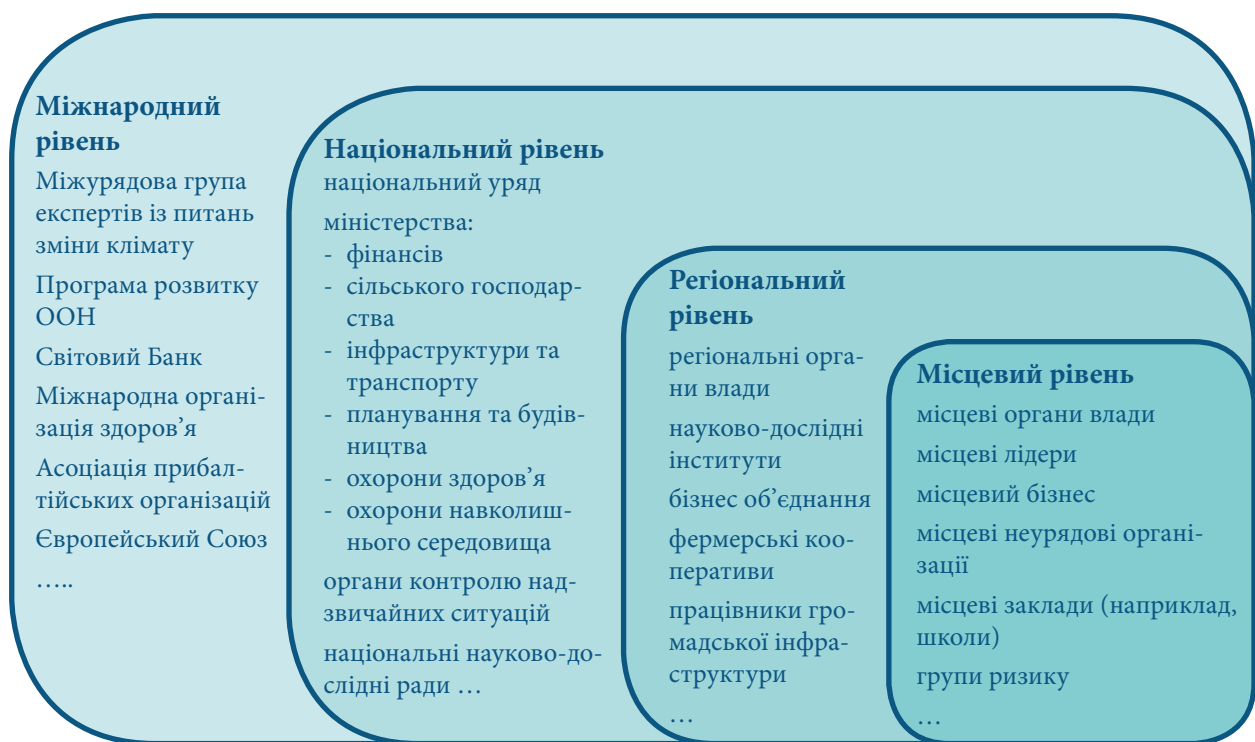 Міжнародний
рівень
Міжурядова група
експертів із питань
зміни клімату
Програма розвитку
ООН
Світовий Банк
Міжнародна органі-
зація здоров’я
Асоціація прибал-
тійських організацій
Європейський Союз
…..
Національний рівень
національний уряд
міністерства:
- фінансів
- сільського господар-
ства
- інфраструктури та
транспорту
- планування та будів-
ництва
- охорони здоров’я
- охорони навколиш-
нього середовища
органи контролю над-
звичайних ситуацій
національні науково-до-
слідні ради …
Регіональний
рівень
регіональні орга-
ни влади
науково-дослідні
інститути
бізнес об’єднання
фермерські коо-
перативи
працівники гро-
мадської інфра-
структури
…
Місцевий рівень
місцеві органи влади
місцеві лідери
місцевий бізнес
місцеві неурядові органі-
зації
місцеві заклади (наприклад,
школи)
групи ризику
…